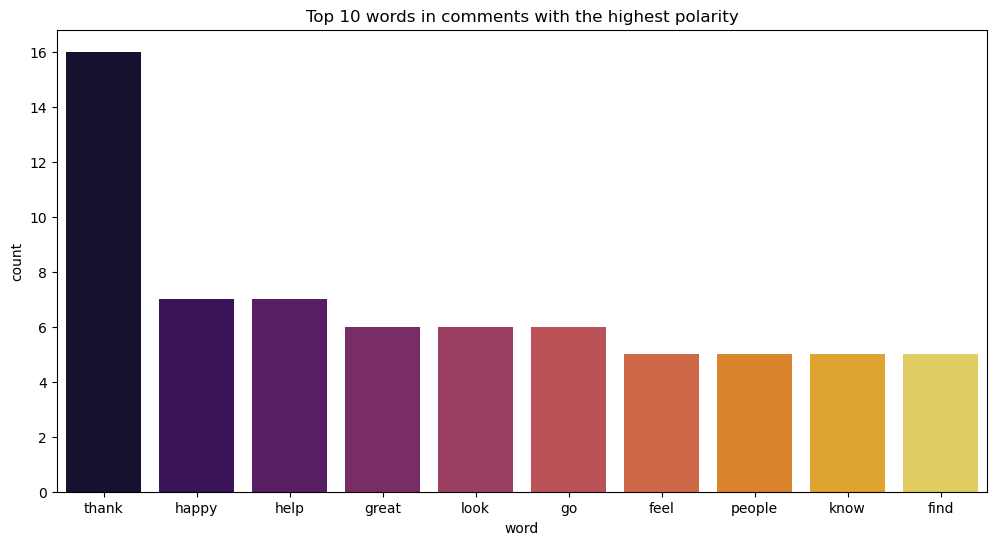 Top 10 words in comments with the highest polarity
16
14
12
10
8
6
4
2
0
count
thank happy help great look go feel people know find
word